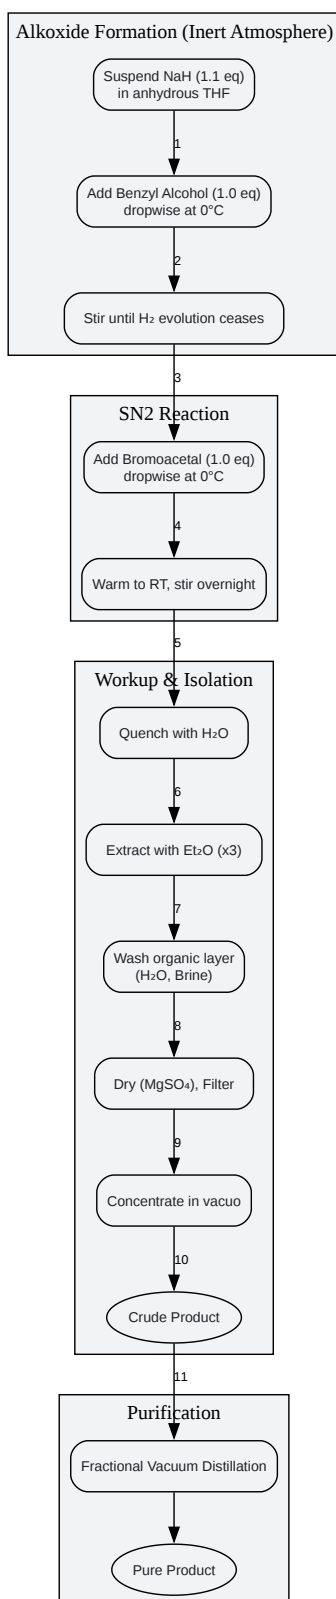 Alkoxide Formation (Inert Atmosphere)
Suspend NaH (1.1 eq)
in anhydrous THF
1
Add Benzyl Alcohol (1.0 eq)
dropwise at 0°C
2
Stir until H₂ evolution ceases
3
SN2 Reaction
Add Bromoacetal (1.0 eq)
dropwise at 0°C
4
Warm to RT, stir overnight
5
Workup & Isolation
Quench with H₂O
6
Extract with Et₂O (x3)
7
Wash organic layer
(H₂O, Brine)
8
Dry (MgSO₄), Filter
9
Concentrate in vacuo
10
Crude Product
11
Purification
Fractional Vacuum Distillation
Pure Product